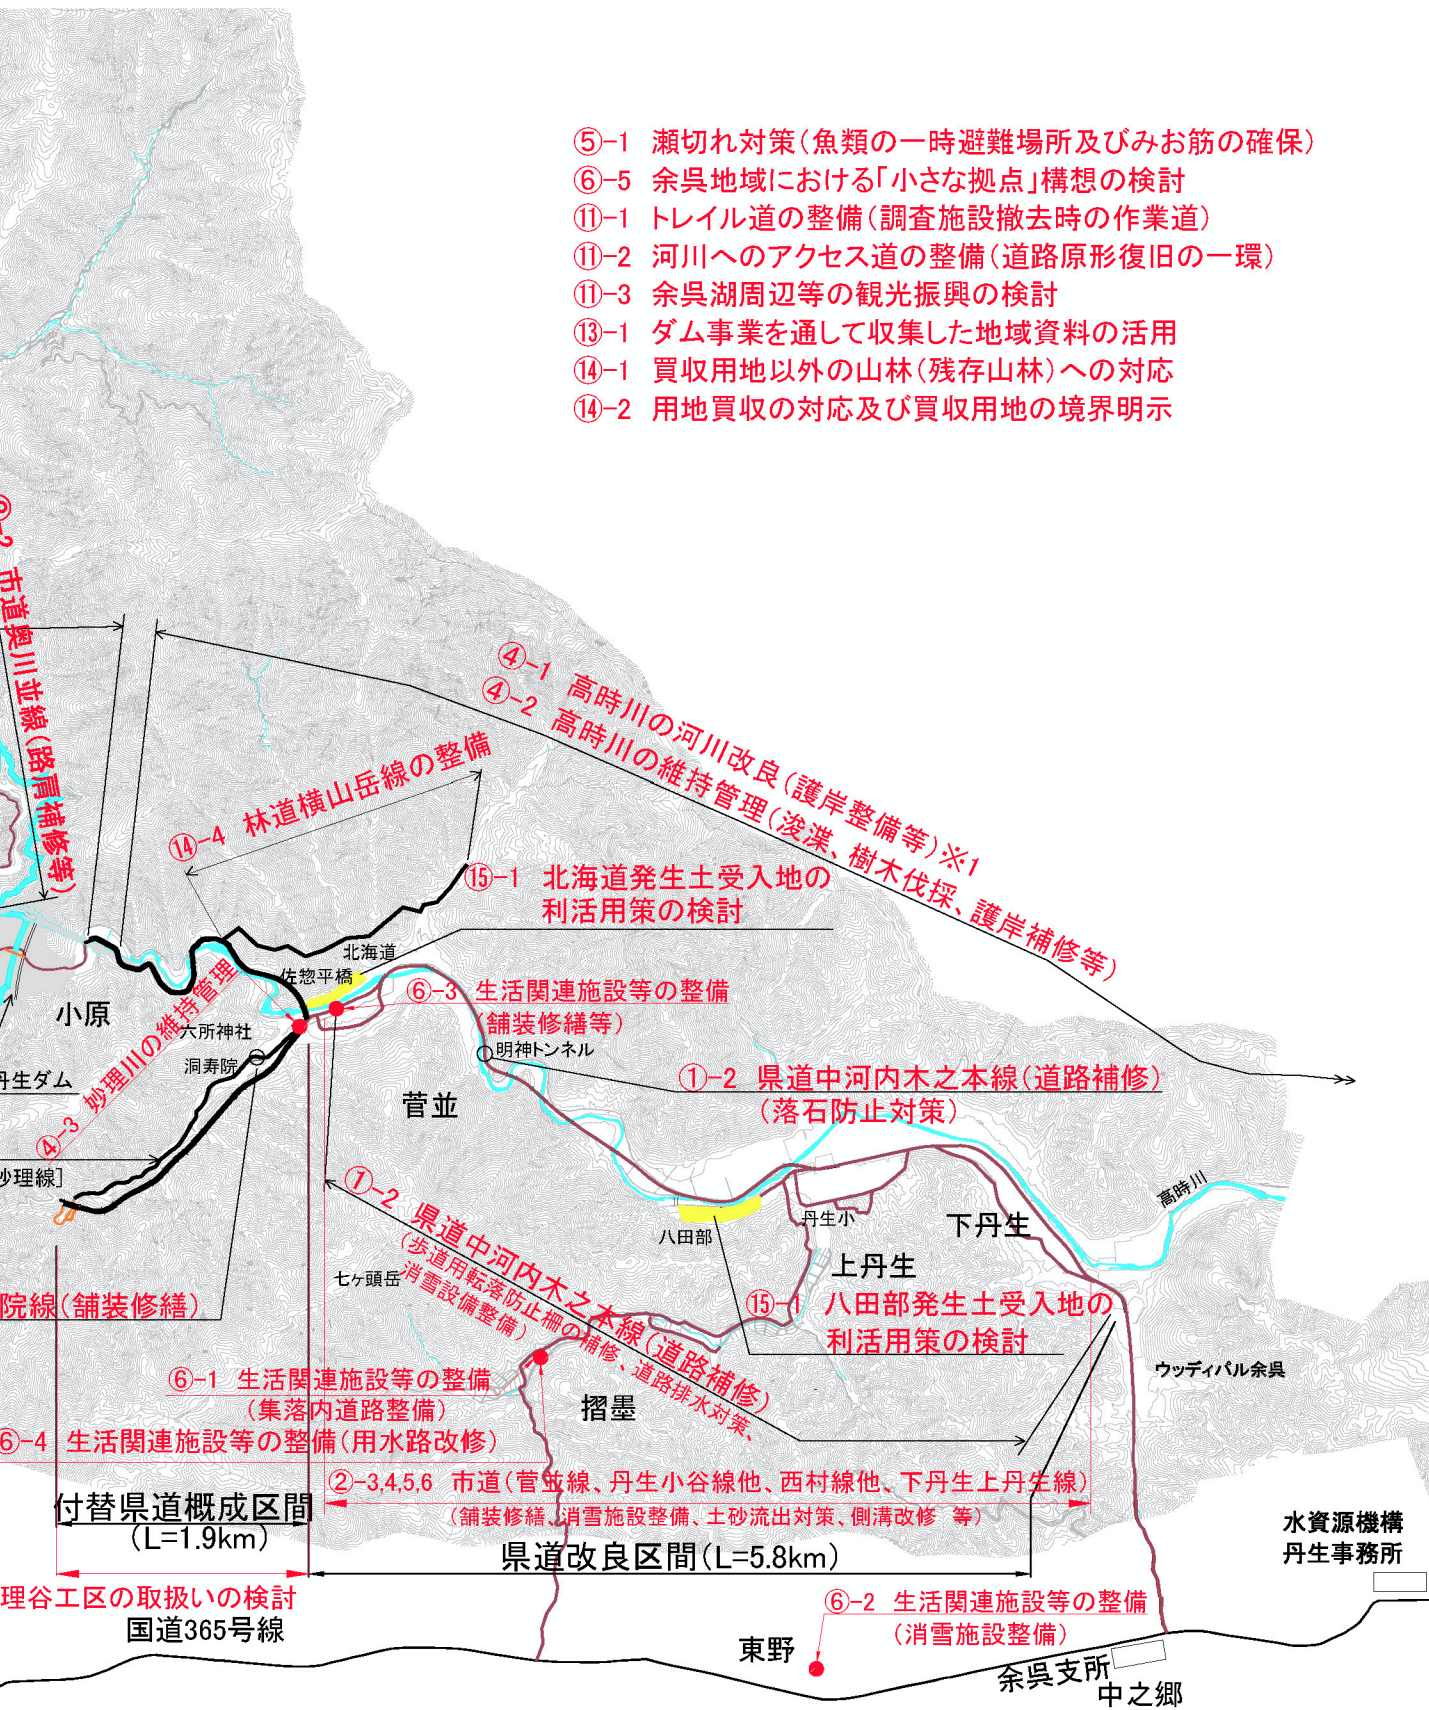 ⑤-1 瀬切れ対策(魚類の一時避難場所及びみお筋の確保)
⑥-5 余呉地域における「小さな拠点」構想の検討
⑪-1 トレイル道の整備(調査施設撤去時の作業道)
⑪-2 河川へのアクセス道の整備(道路原形復旧の一環)
⑪-3 余呉湖周辺等の観光振興の検討
⑬-1 ダム事業を通して収集した地域資料の活用
⑭-1 買収用地以外の山林(残存山林)への対応
⑭-2 用地買収の対応及び買収用地の境界明示
-2 市道奥川並線(路肩補修等)
④-1 高時川の河川改良(護岸整備等)※1
④-2 高時川の維持管理(浚渫、樹木伐採、護岸補修等)
⑭-4 林道横山岳線の整備
⑮-1 北海道発生土受入地の
利活用策の検討
北海道
佐惣平橋
⑥-3 生活関連施設等の整備
(舗装修繕等)
小原
六所神社
洞寿院
明神トンネル
④-3 妙理川の維持管理
丹生ダム
①-2 県道中河内木之本線(道路補修)
(落石防止対策)
菅並
妙理線]
①-2 県道中河内木之本線(道路補修)
(歩道用転落防止柵の補修、道路排水対策、
消雪設備整備)
高時川
八田部
丹生小
下丹生
上丹生
七ヶ頭岳
院線(舗装修繕)
⑮- 八田部発生土受入地の
利活用策の検討
ウッディパル余呉
⑥-1 生活関連施設等の整備
(集落内道路整備)
摺墨
⑥-4 生活関連施設等の整備(用水路改修)
②-3,4,5,6 市道(菅並線、丹生小谷線他、西村線他、下丹生上丹生線)
(舗装修繕、消雪施設整備、土砂流出対策、側溝改修 等)
付替県道概成区間
(L=1.9km)
県道改良区間(L=5.8km)
水資源機構
丹生事務所
理谷工区の取扱いの検討
国道365号線
⑥-2 生活関連施設等の整備
(消雪施設整備)
東野
余呉支所
中之郷